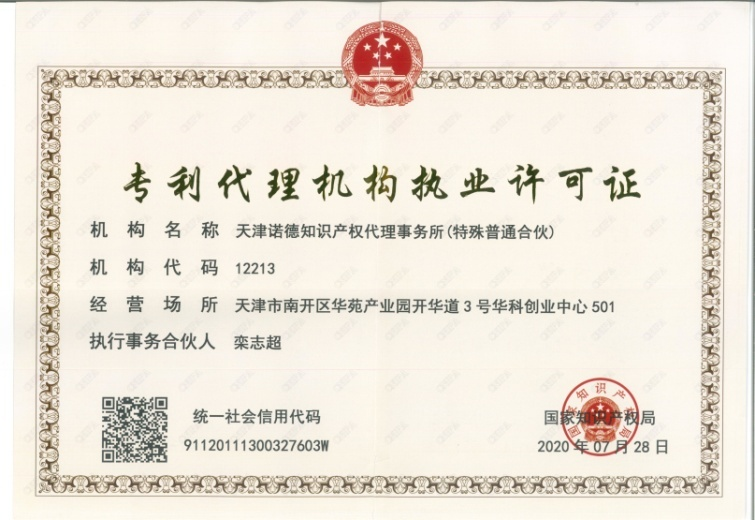 专利代理机构执业许可证
机构名称 天津诺德知识产权代理事务所(特殊普通合伙)
机构代码 12213
经营场所 天津市南开区华苑产业园开华道3号华科创业中心501
执行事务合伙人 栾志超
统一社会信用代码
91120111300327603W
国家知识产权局
2020年07月28日